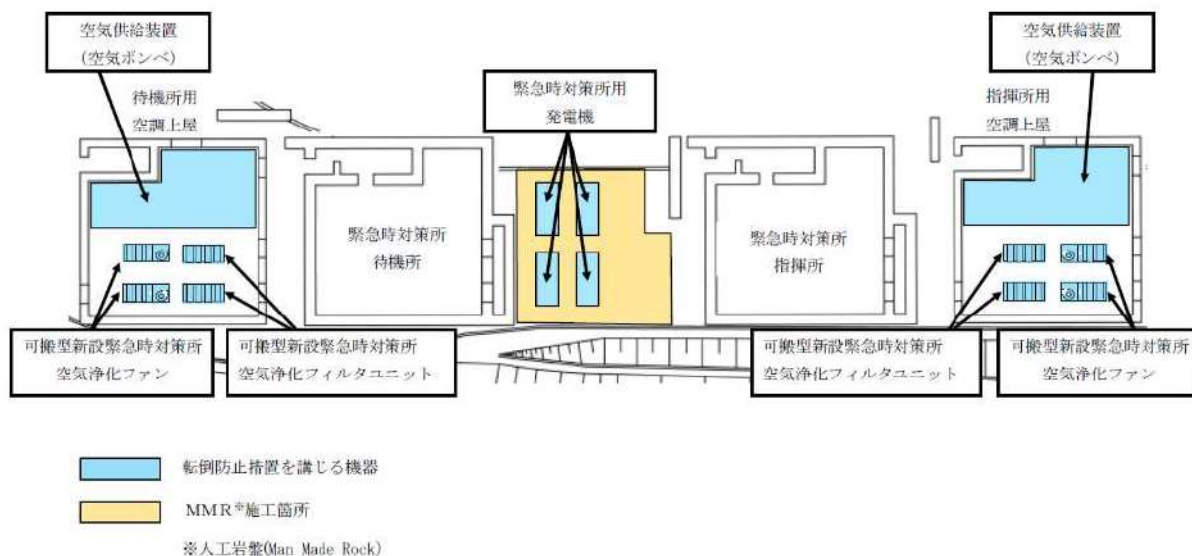 空気供給装置
(空気ボンベ)
待機所用
空調上屋
緊急時対策所用
発電機
空気供給装置
(空気ボンベ)
指揮所用
空調上屋
緊急時対策所
待機所
緊急時対策所
指揮所
可搬型新設緊急時対策所
空気浄化ファン
可搬型新設緊急時対策所
空気浄化フィルタユニット
可搬型新設緊急時対策所
空気浄化フィルタユニット
可搬型新設緊急時対策所
空気浄化ファン
転倒防止措置を講じる機器
MMR※施工箇所
※人工岩盤(Man Made Rock)